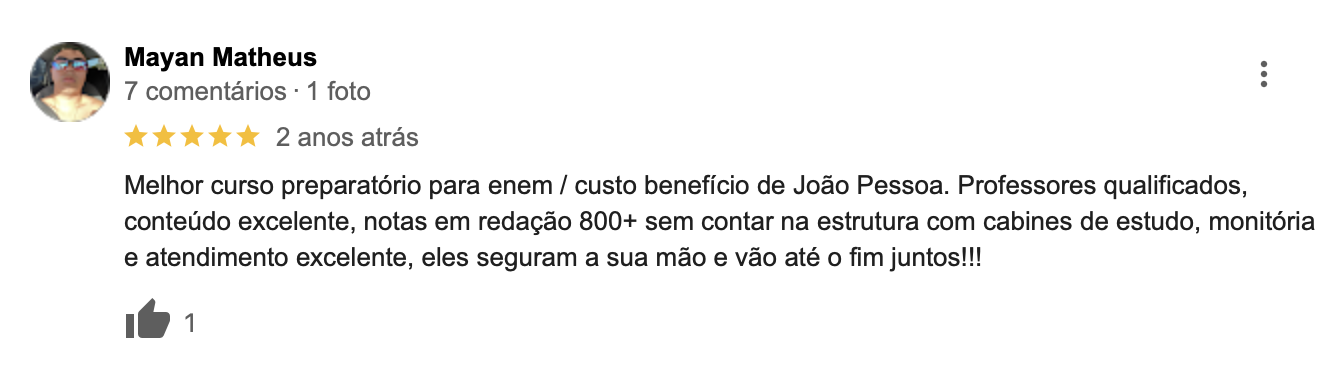 Mayan Matheus
7 comentários · 1 foto
2 anos atrás
Melhor curso preparatório para enem / custo benefício de João Pessoa. Professores qualificados,
conteúdo excelente, notas em redação 800+ sem contar na estrutura com cabines de estudo, monitória
e atendimento excelente, eles seguram a sua mão e vão até o fim juntos!!!
1